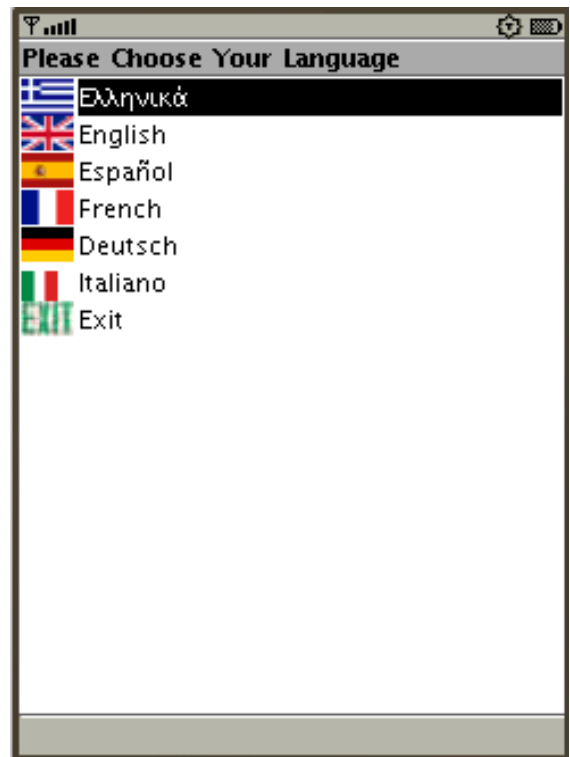 Please Choose Your Language
Ελληνικά
English
Español
French
Deutsch
Italiano
EXIT Exit